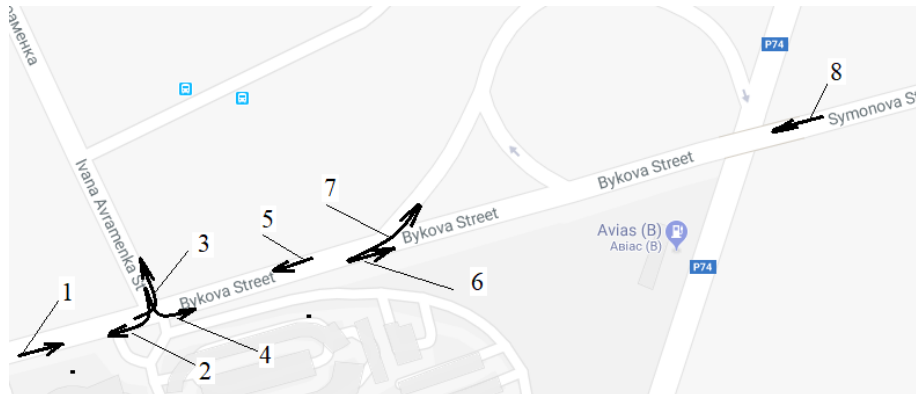 раменка
P74
8
Symonova St
Ivana Avramenka St
7
Bykova Street
5
Bykova Street
Avias (B)
Авіас (В)
3
P74
1
Bykova Street
6
2
4